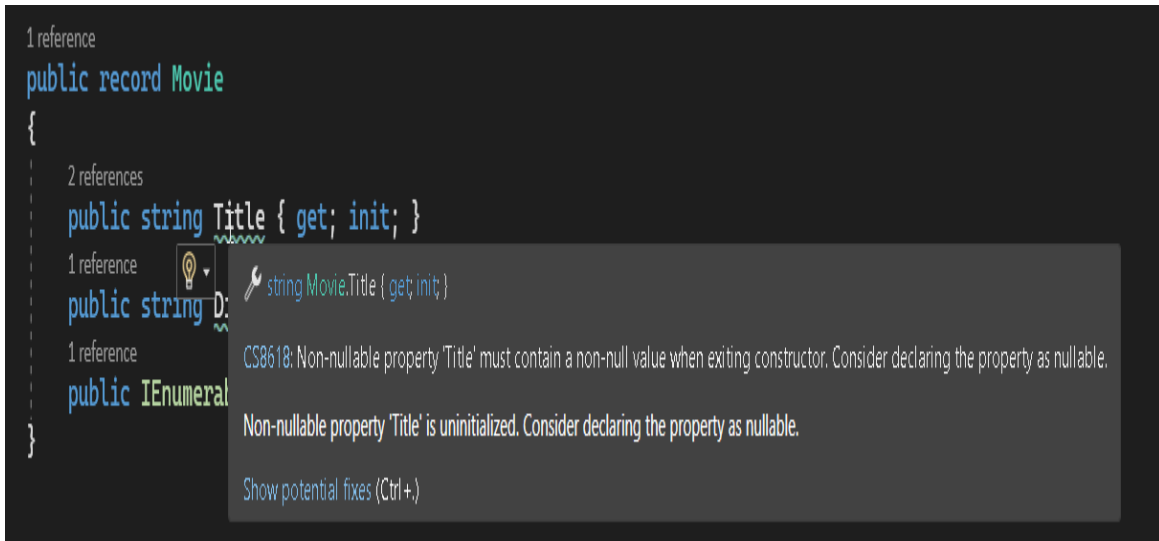 1 reference
public record Movie
{
2 references
public string Title { get; init; }
1 reference
public string Di
1 reference
public IEnumeral
}
string Movie.Title { get; init; }
CS8618: Non-nullable property 'Title' must contain a non-null value when exiting constructor. Consider declaring the property as nullable.
Non-nullable property 'Title' is uninitialized. Consider declaring the property as nullable.
Show potential fixes (Ctrl+.)